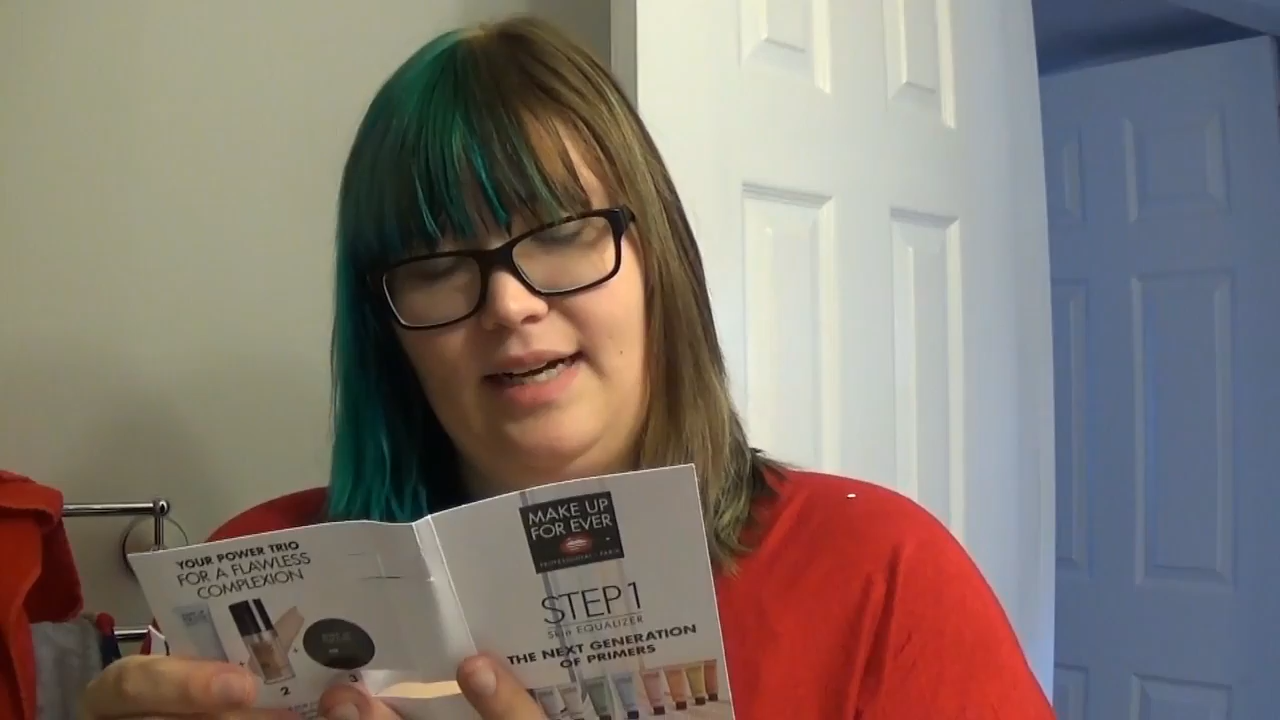 YOUR POWER TRIO
FOR A FLAWLESS
COMPLEXION
2
3
MAKE UP
FOR EVER
PROFESSIONAL - PARIS
STEP 1
Skin EQUALIZER
THE NEXT GENERATION
OF PRIMERS